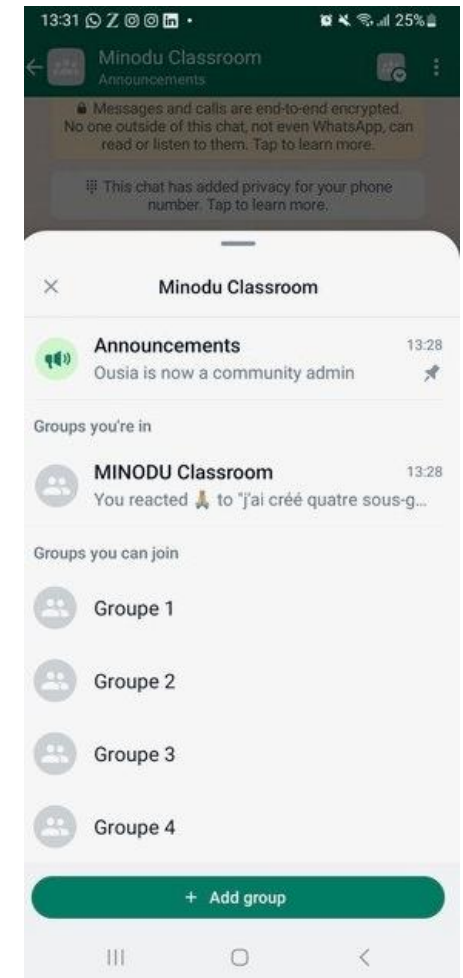 13:31
25%
Minodu Classroom
Announcements
Messages and calls are end-to-end encrypted.
No one outside of this chat, not even WhatsApp, can
read or listen to them. Tap to learn more.
This chat has added privacy for your phone
number. Tap to learn more.
Minodu Classroom
Announcements 13:28
Ousia is now a community admin
Groups you're in
MINODU Classroom 13:28
You reacted 🙏🏼 to "j'ai créé quatre sous-g...
Groups you can join
Groupe 1
Groupe 2
Groupe 3
Groupe 4
+ Add group